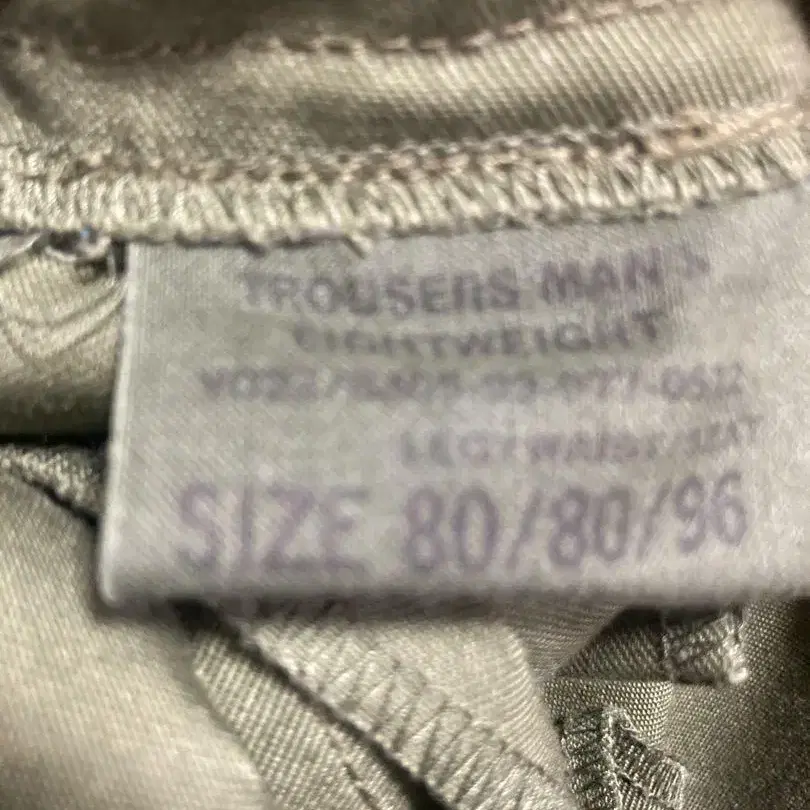 TROUSERS MAN'S
LIGHTWEIGHT
LEG/WAIST/SEAT
SIZE 80/80/96